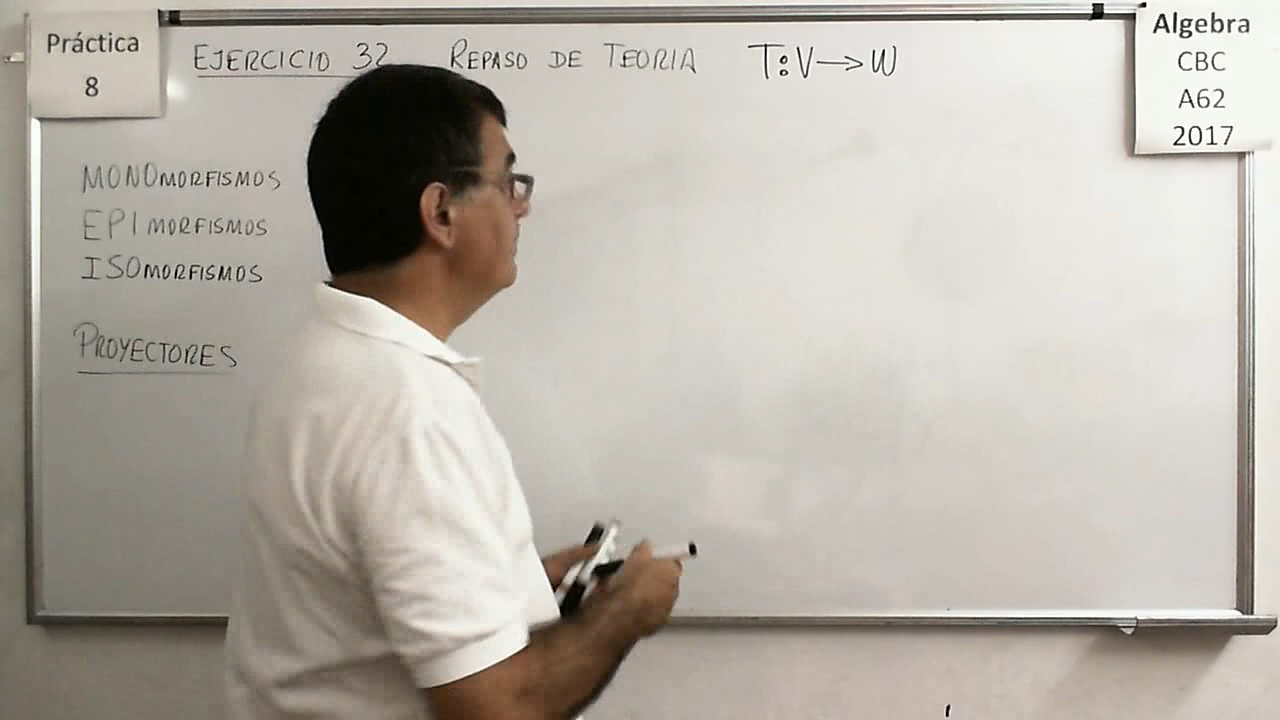 Práctica
8
EJERCICIO 32 REPASO DE TEORIA T:V→W
Algebra
CBC
A62
2017
MONOMORFISMOS
EPIMORFISMOS
ISOMORFISMOS
PROYECTORES